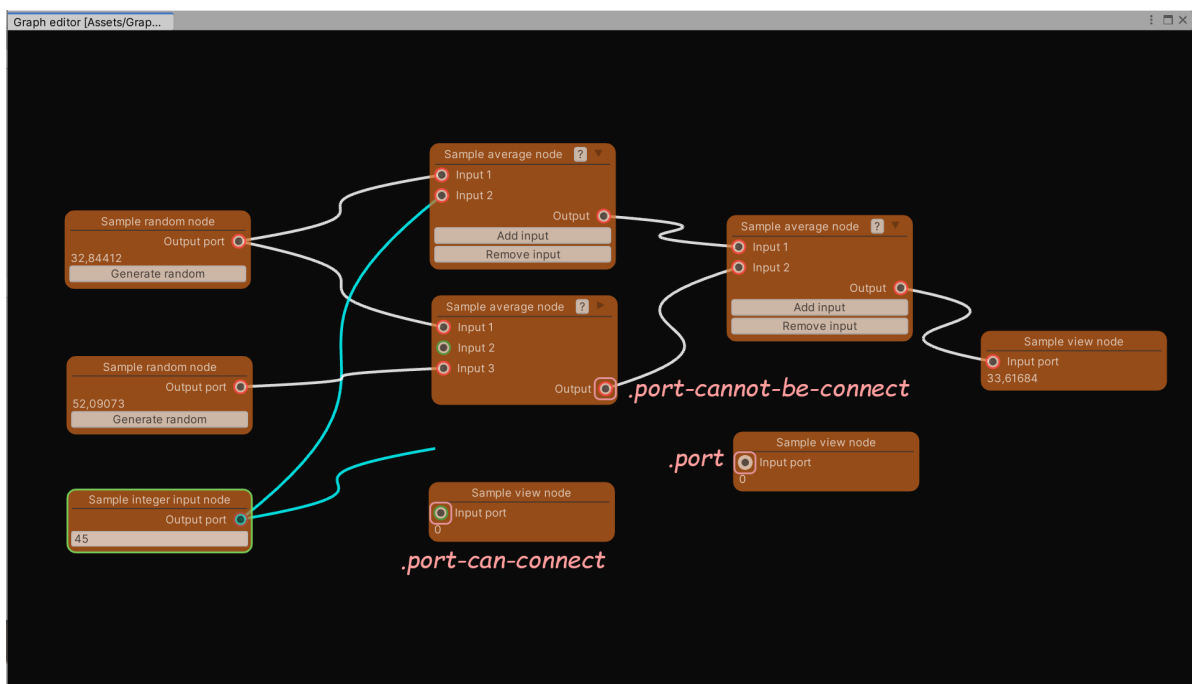 Graph editor [Assets/Grap...
Sample average node ?
Input 1
Input 2
Output
Add input
Remove input
Sample random node
Output port
32,84412
Generate random
Sample average node ?
Input 1
Input 2
Output
Add input
Remove input
Sample average node ?
Input 1
Input 2
Input 3
Output
.port-cannot-be-connect
Sample view node
Input port
33,61684
Sample random node
Output port
52,09073
Generate random
.port
Sample view node
Input port
0
Sample integer input node
Output port
45
Sample view node
Input port
0
.port-can-connect